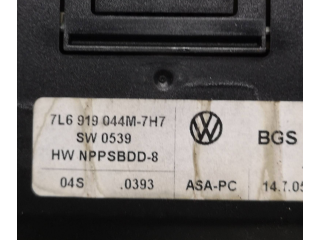 7L6 919 044M-7H7
SW 0539
HW NPPSBDD-8
BGS
04S .0393 ASA-PC 14.7.05